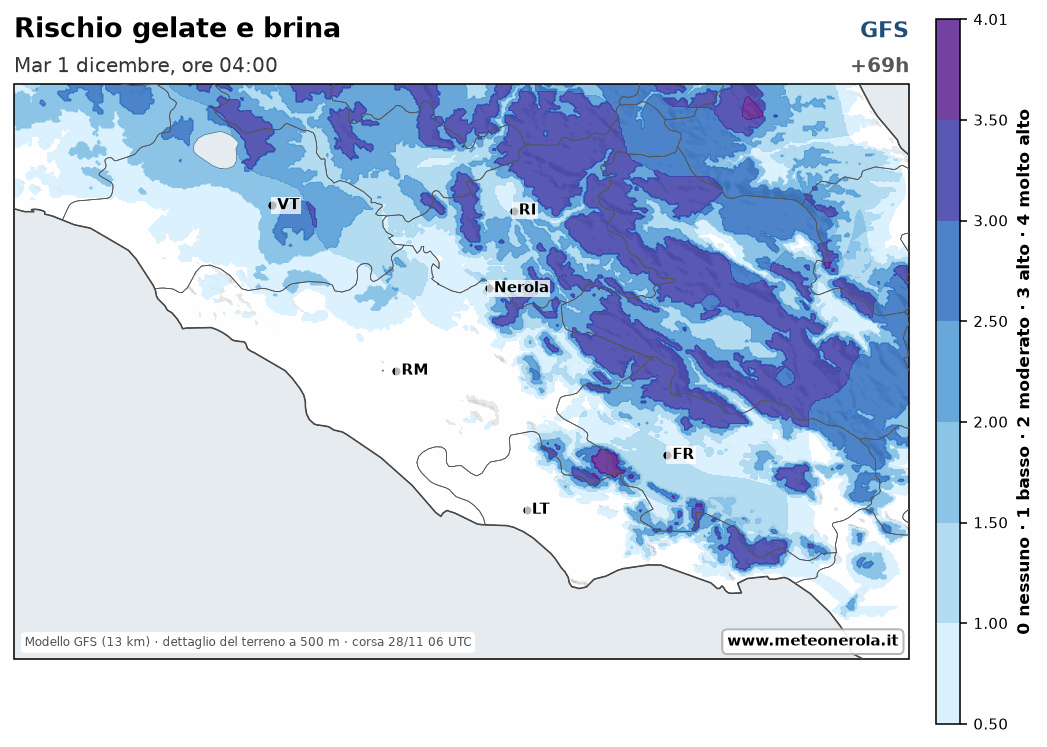 Rischio gelate e brina
GFS
Mar 1 dicembre, ore 04:00
+69h
4.01
3.50
3.00
2.50
2.00
1.50
1.00
0.50
0 nessuno · 1 basso · 2 moderato · 3 alto · 4 molto alto
VT
RI
Nerola
RM
FR
LT
Modello GFS (13 km) · dettaglio del terreno a 500 m · corsa 28/11 06 UTC
www.meteonerola.it